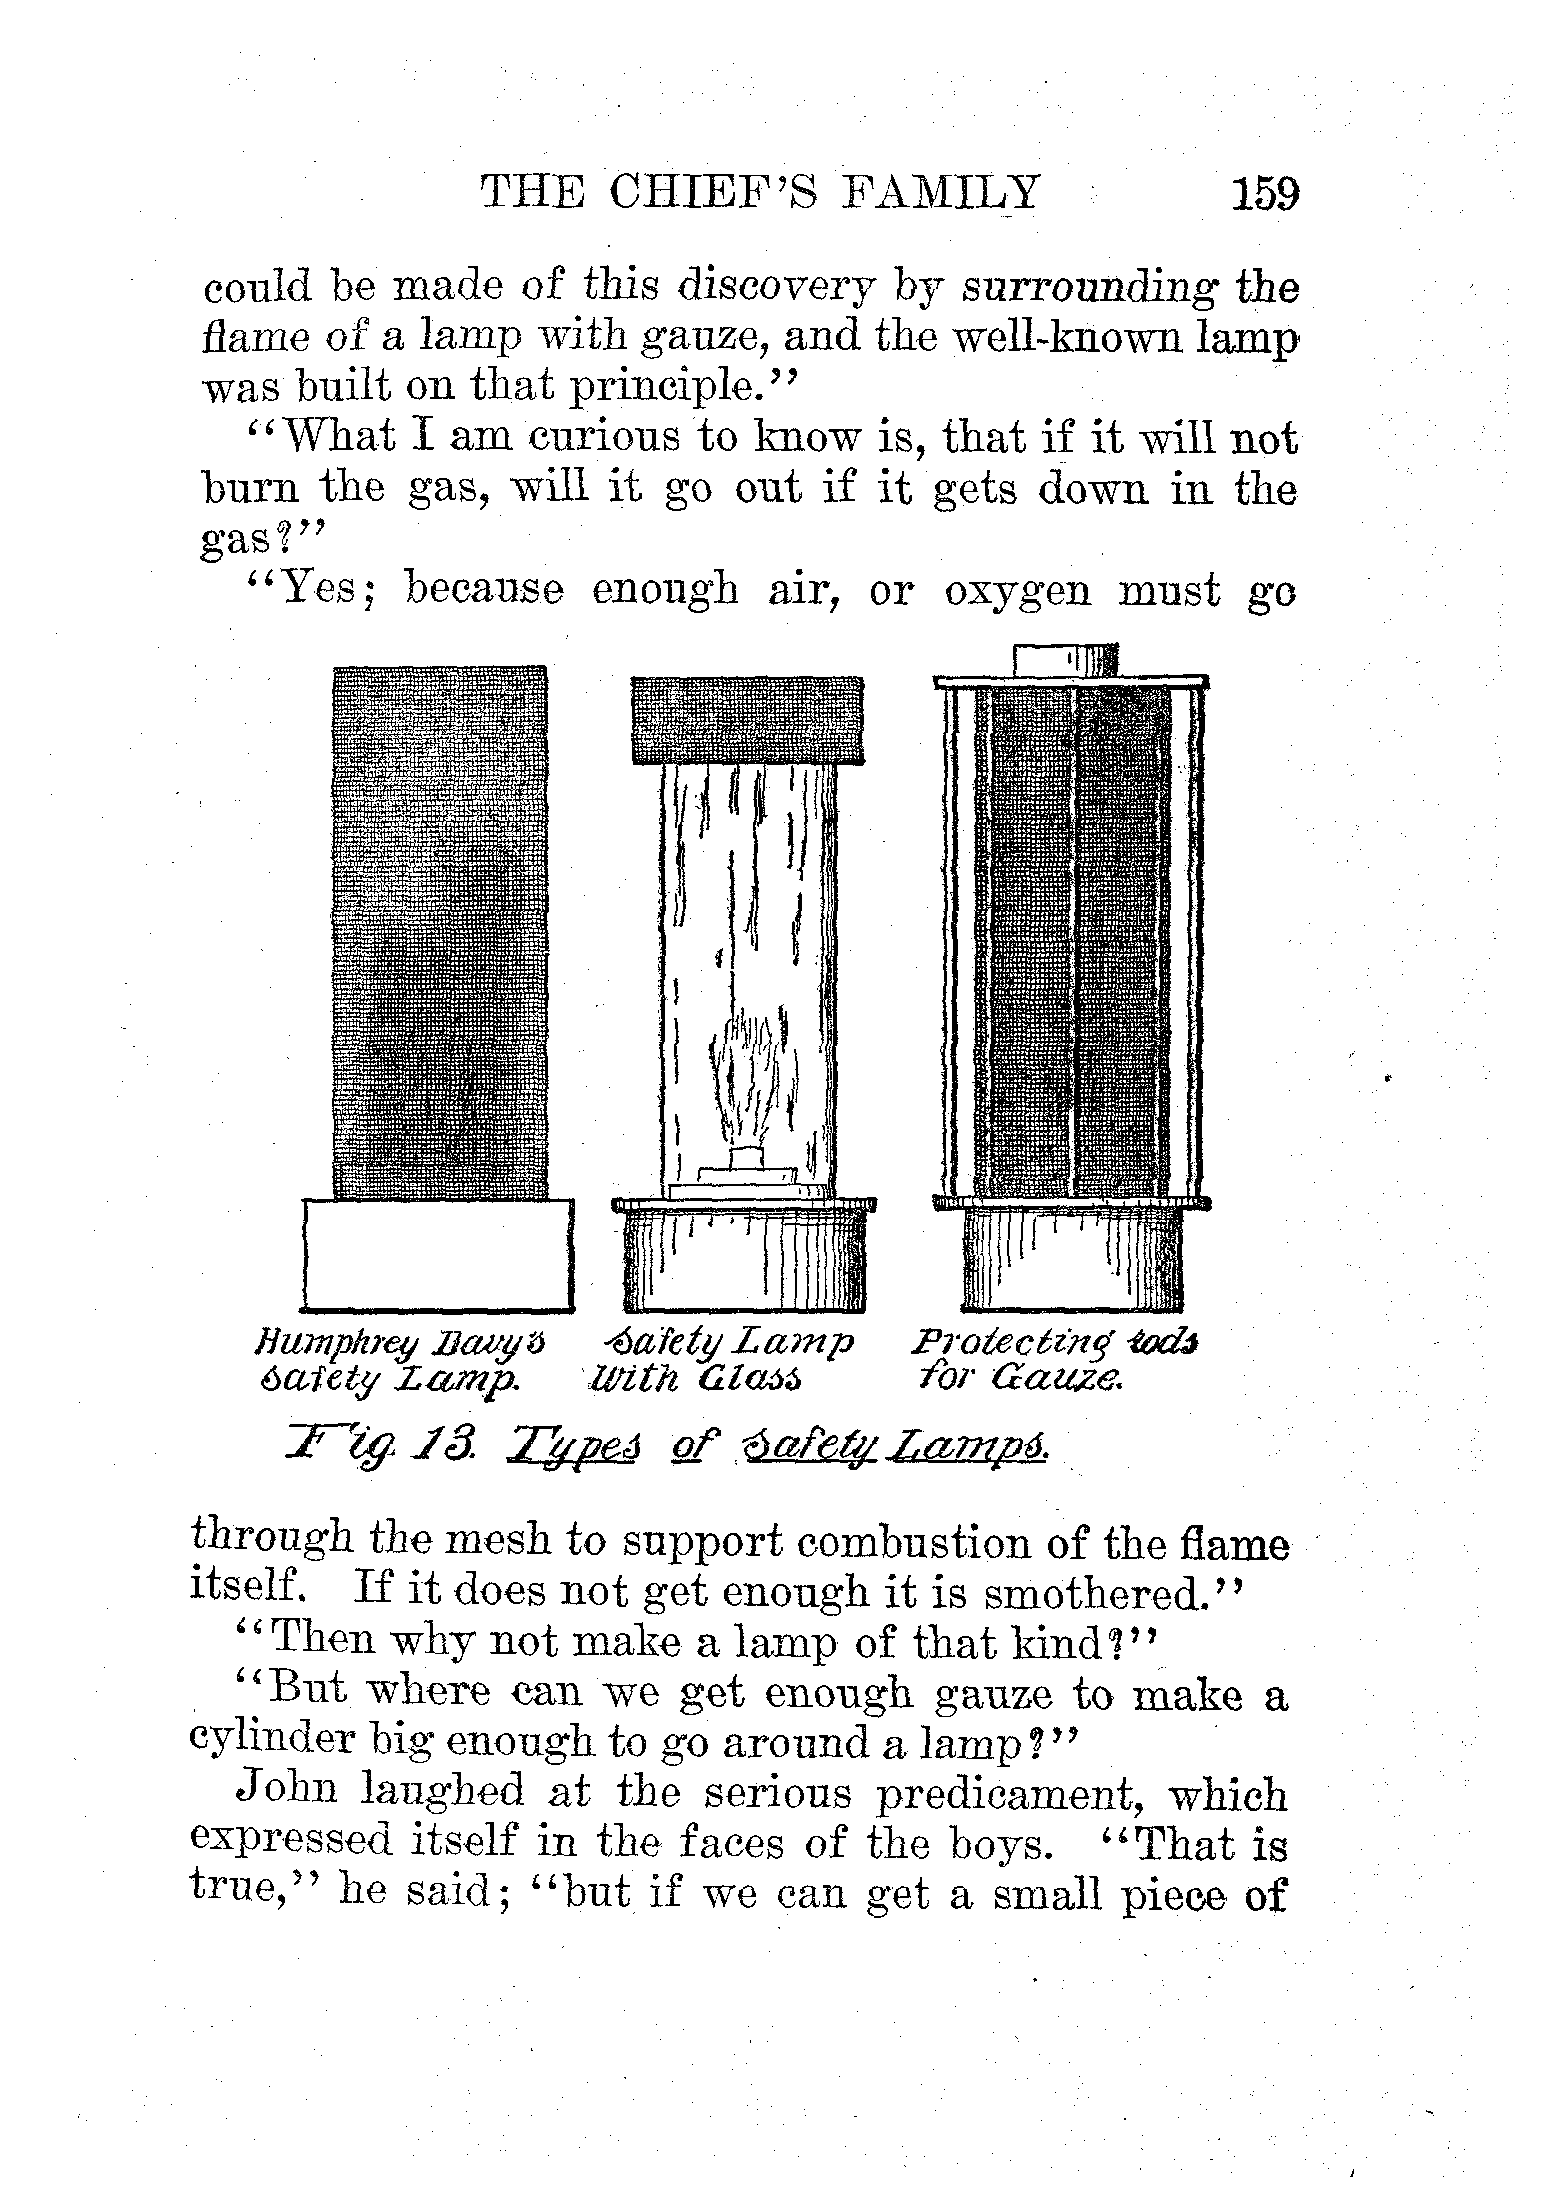 THE CHIEF'S FAMILY 159
could be made of this discovery by surrounding the
flame of a lamp with gauze, and the well-known lamp
was built on that principle."
"What I am curious to know is, that if it will not
burn the gas, will it go out if it gets down in the
gas?"
"Yes; because enough air, or oxygen must go
Humphrey Davy's
Safety Lamp.
Safety Lamp
With Glass
Protecting rods
for Gauze.
Fig. 13. Types of Safety Lamps.
through the mesh to support combustion of the flame
itself. If it does not get enough it is smothered."
"Then why not make a lamp of that kind?"
"But where can we get enough gauze to make a
cylinder big enough to go around a lamp?"
John laughed at the serious predicament, which
expressed itself in the faces of the boys. "That is
true," he said; "but if we can get a small piece of